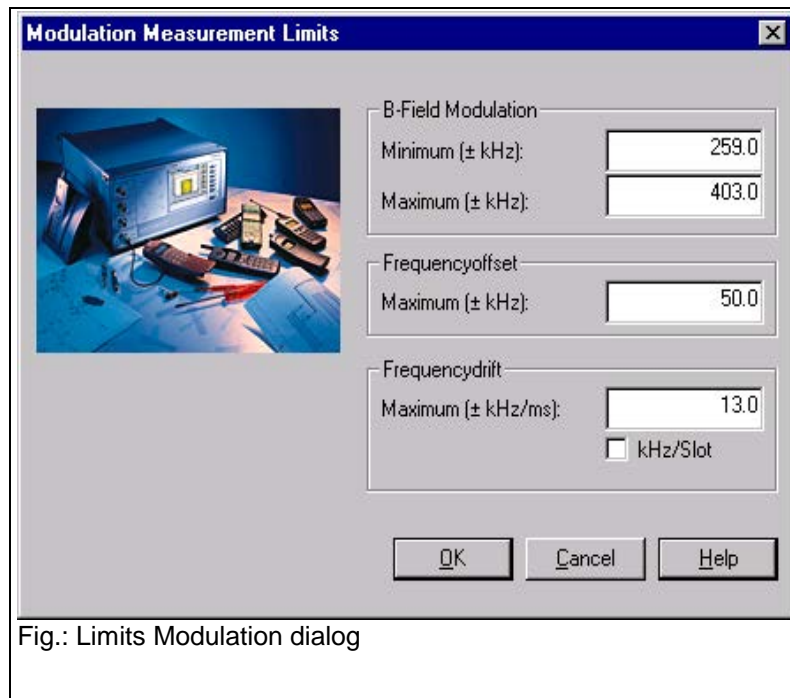 Modulation Measurement Limits
B-Field Modulation
Minimum (± kHz): 259.0
Maximum (± kHz): 403.0
Frequencyoffset
Maximum (± kHz): 50.0
Frequencydrift
Maximum (± kHz/ms): 13.0
kHz/Slot
OK Cancel Help
Fig.: Limits Modulation dialog